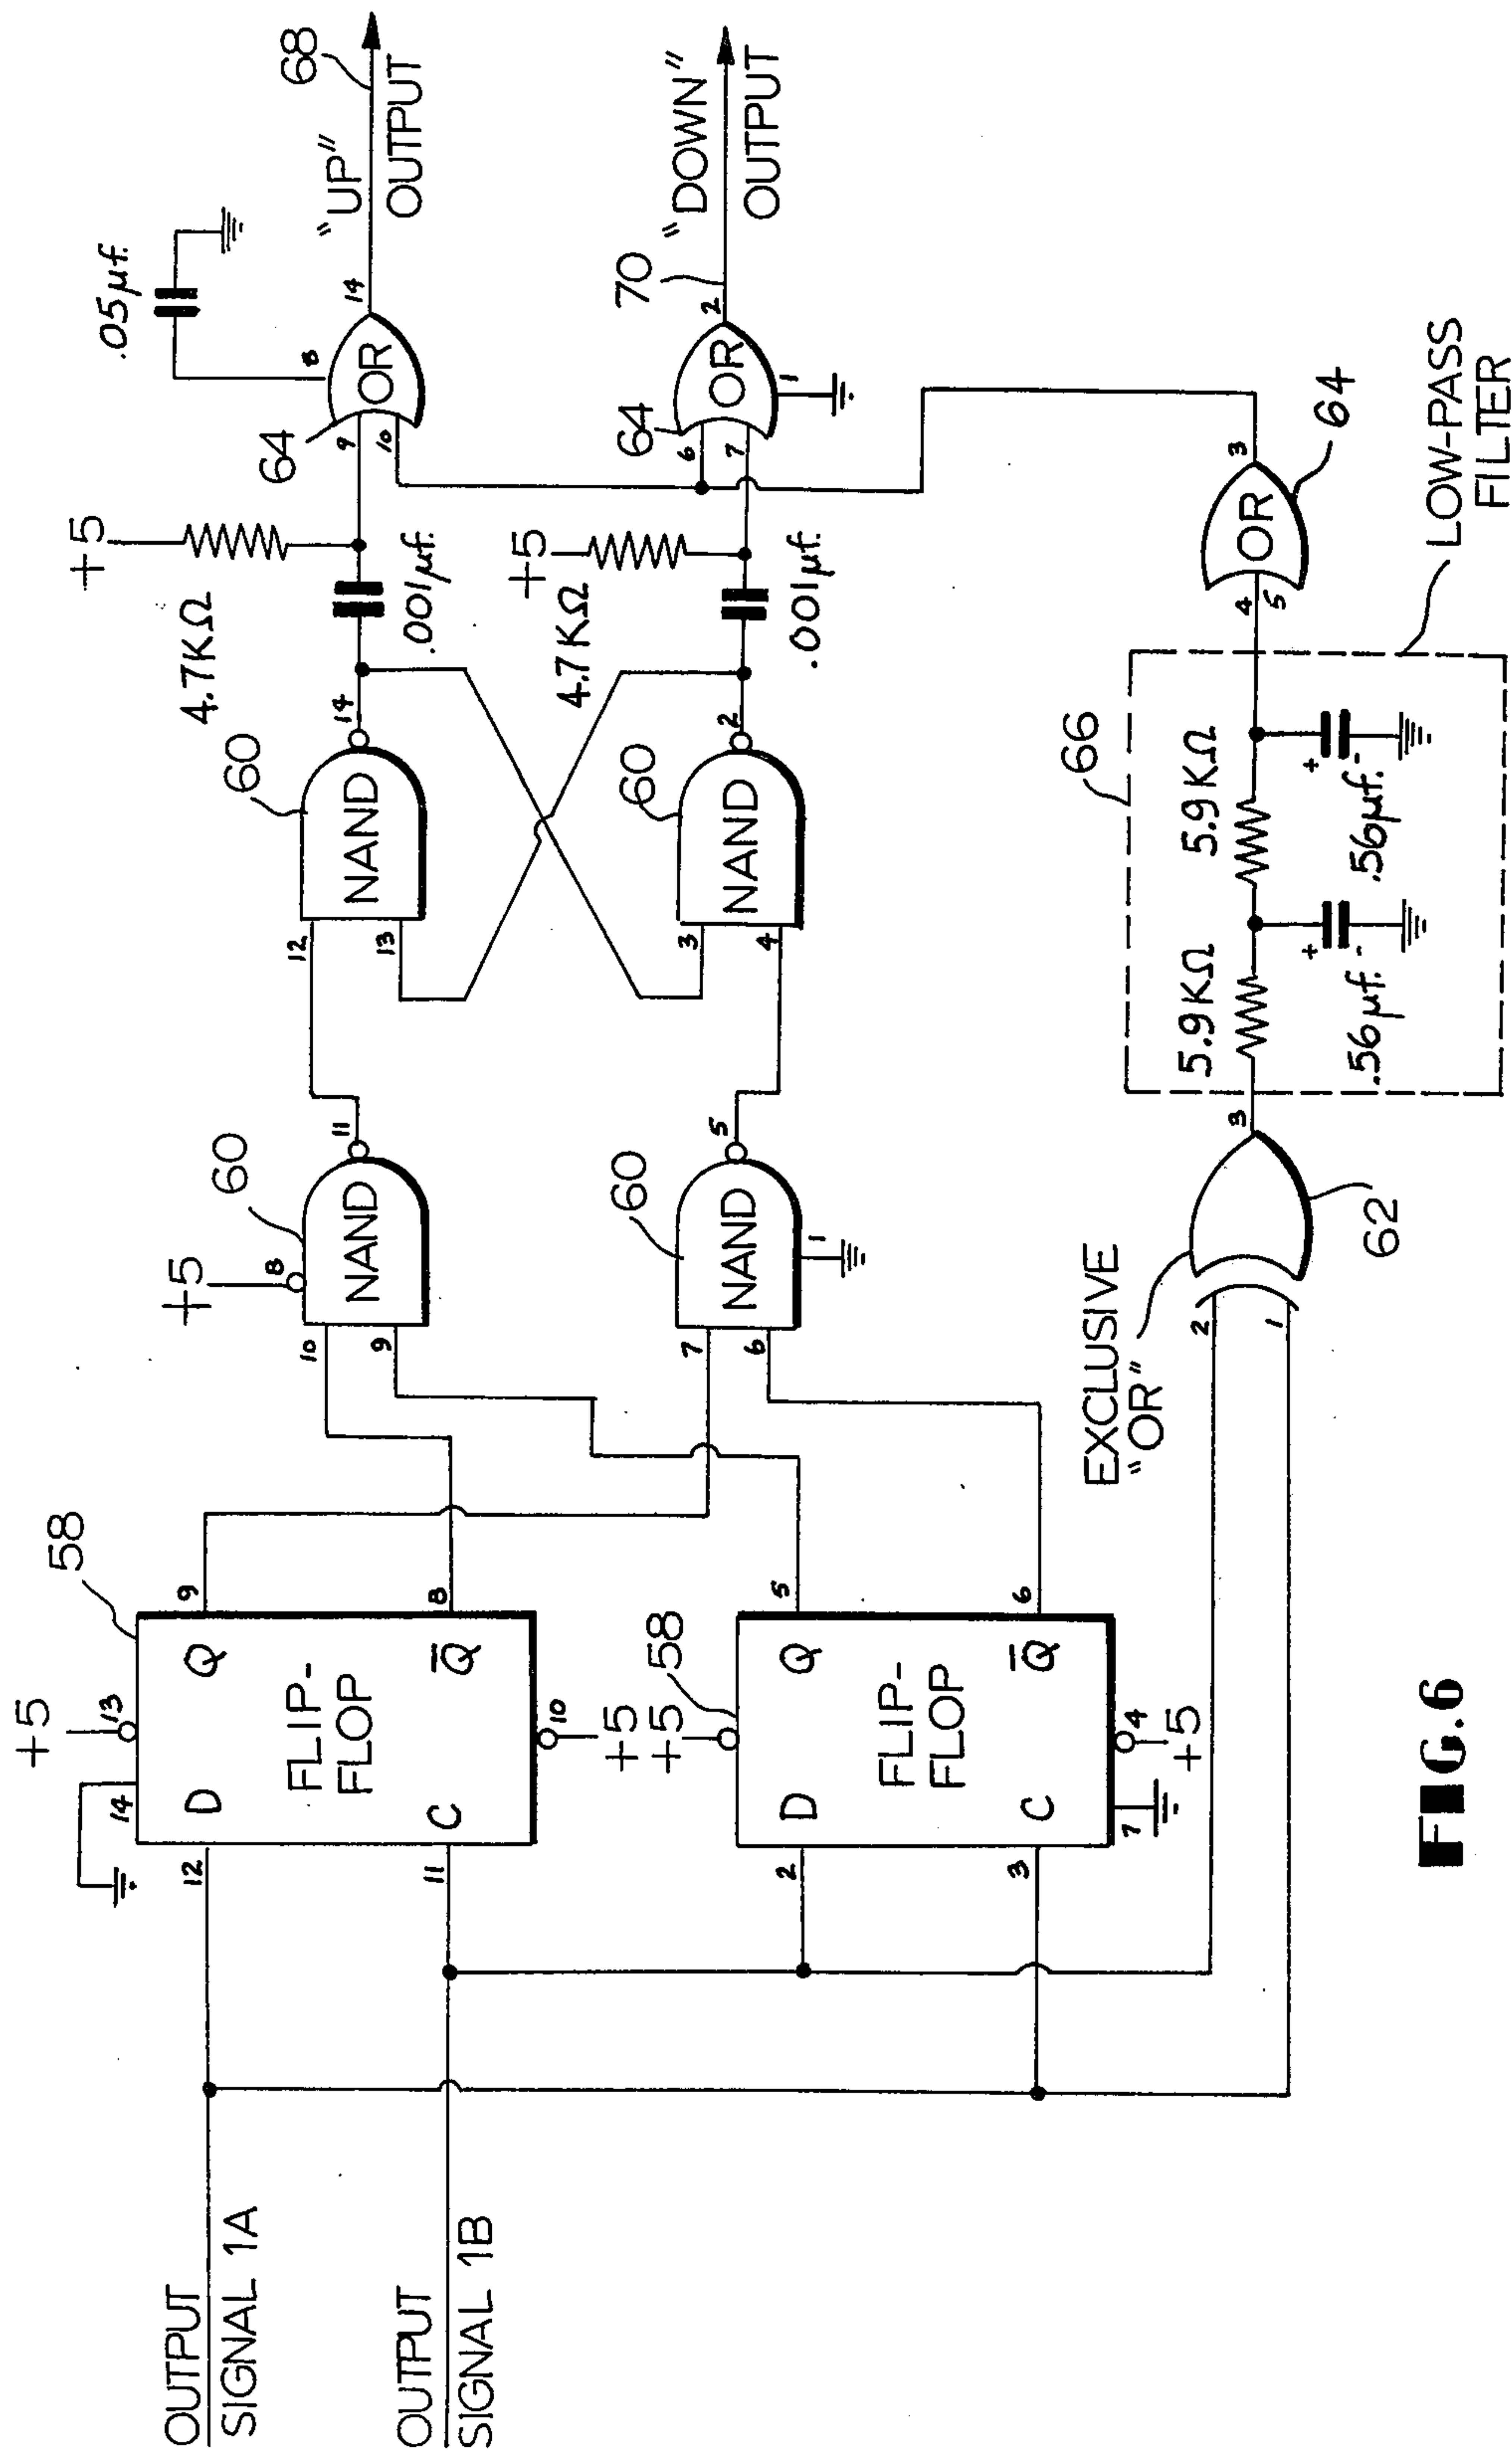 OUTPUT
SIGNAL 1A
OUTPUT
SIGNAL 1B
+5
58
14
13
12
D
Q
9
FLIP-
FLOP
11
C
Q̅
8
10
+5
+5
58
2
D
Q
5
FLIP-
FLOP
3
C
Q̅
6
7
4
+5
+5
8
60
10
9
NAND
11
60
7
6
NAND
5
1
60
12
13
NAND
14
60
3
4
NAND
2
+5
4.7KΩ
.001µf.
+5
4.7KΩ
.001µf.
.05µf.
8
64
9
10
OR
14
68
"UP"
OUTPUT
64
6
7
OR
1
2
70
"DOWN"
OUTPUT
EXCLUSIVE
"OR"
2
1
62
3
66
5.9KΩ
5.9KΩ
+
-
.56µf.
+
-
.56µf.
LOW-PASS
FILTER
4
5
OR
3
64
FIG.6